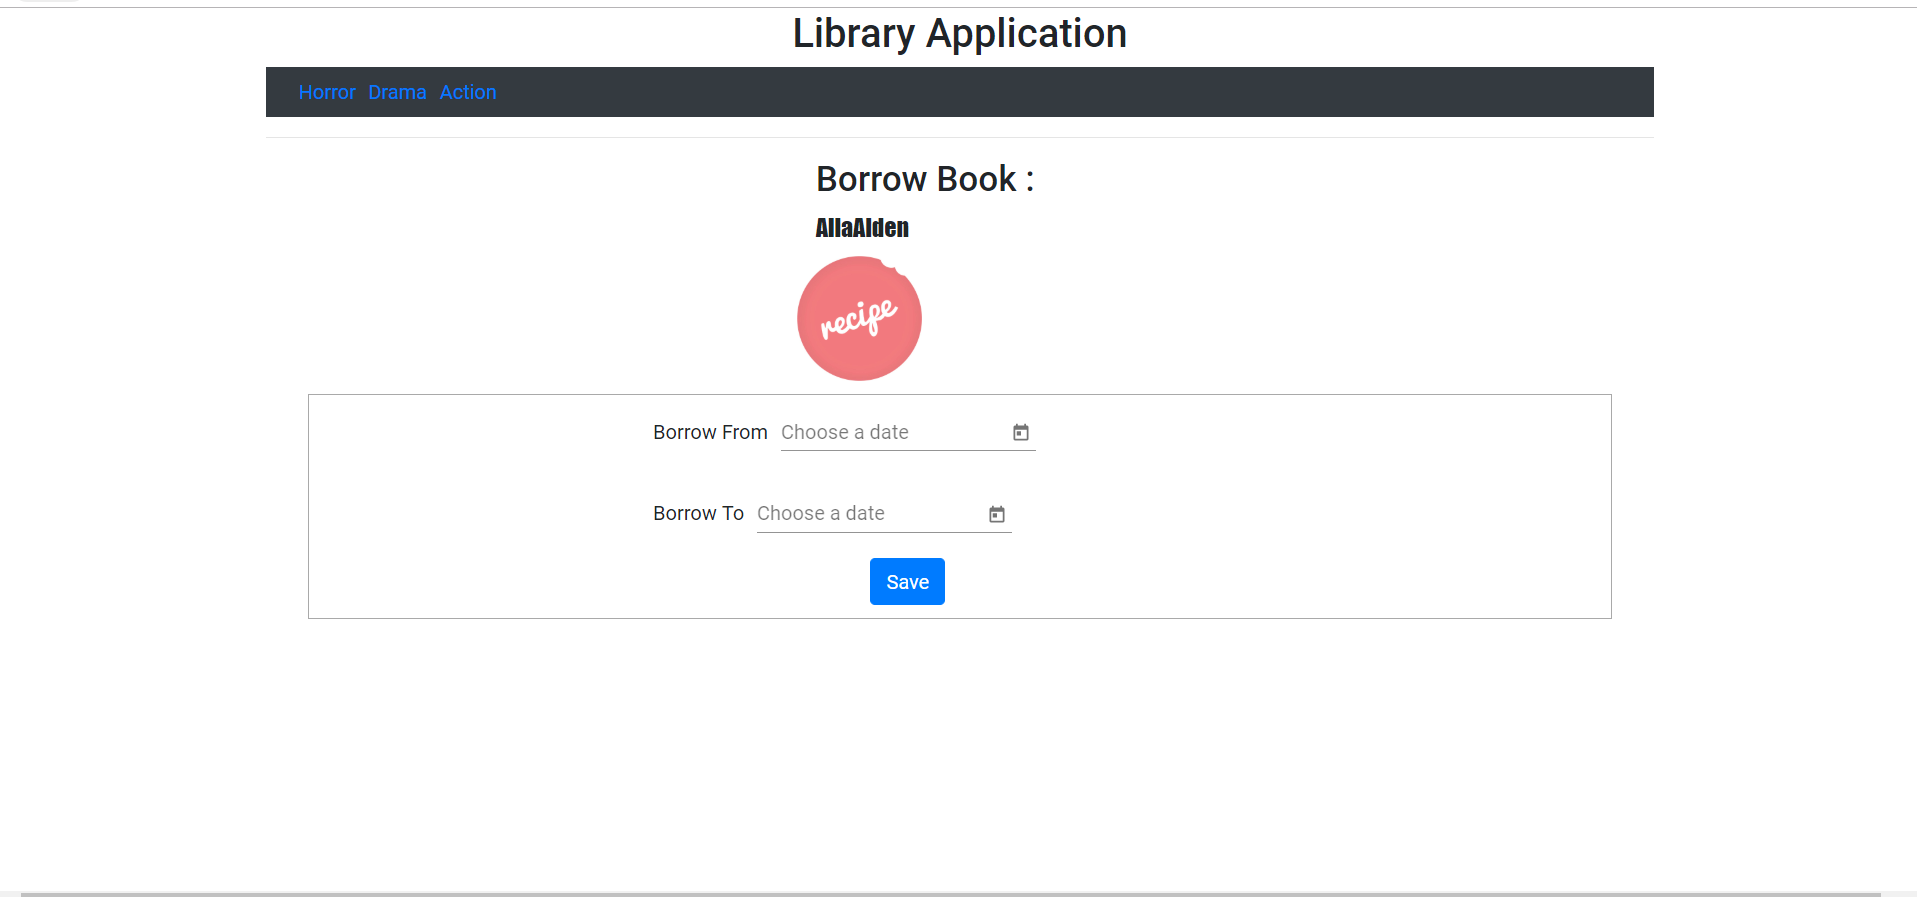 Library Application
Horror Drama Action
Borrow Book :
AllaAlden
recipe
Borrow From Choose a date
Borrow To Choose a date
Save